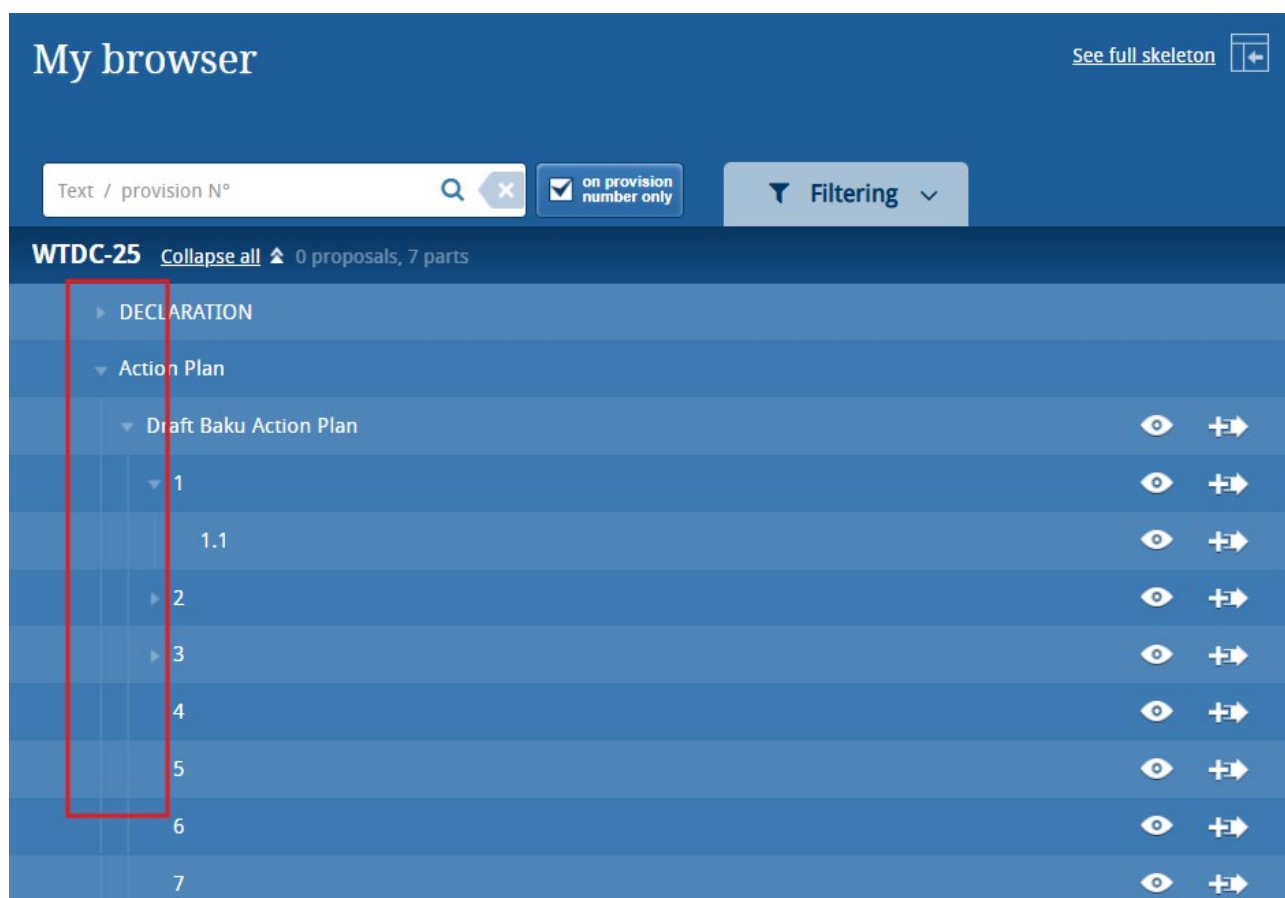 My browser
See full skeleton
Text / provision N°
on provision
number only
Filtering
WTDC-25 Collapse all 0 proposals, 7 parts
DECLARATION
Action Plan
Draft Baku Action Plan
1
1.1
2
3
4
5
6
7